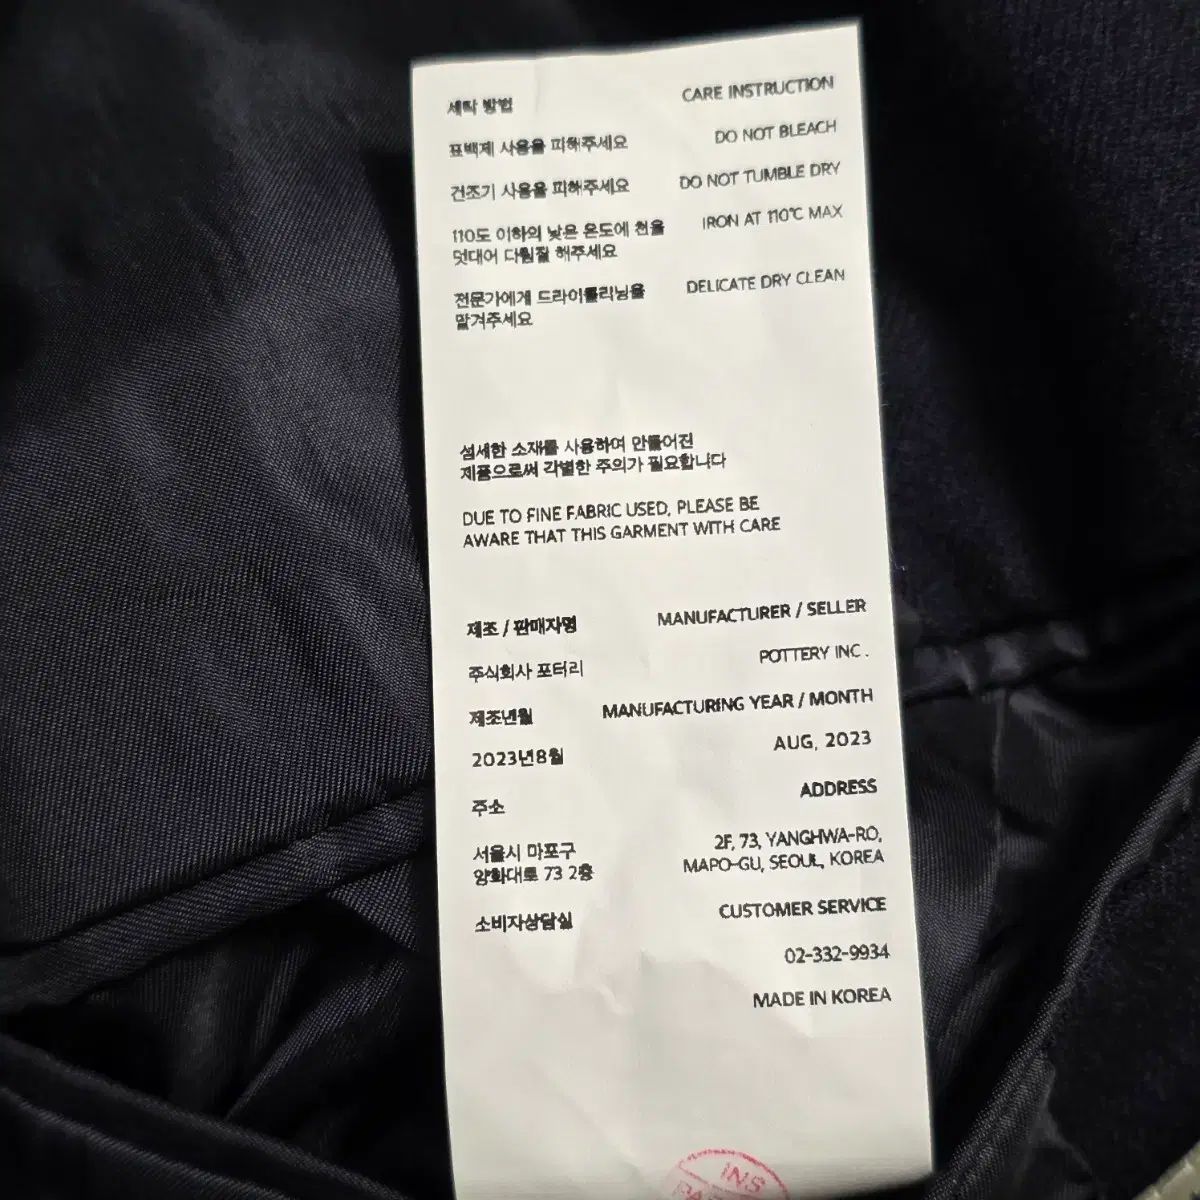 세탁 방법 CARE INSTRUCTION
표백제 사용을 피해주세요 DO NOT BLEACH
건조기 사용을 피해주세요 DO NOT TUMBLE DRY
110도 이하의 낮은 온도에 천을 IRON AT 110℃ MAX
덧대어 다림질 해주세요
전문가에게 드라이클리닝을 DELICATE DRY CLEAN
맡겨주세요
섬세한 소재를 사용하여 만들어진
제품으로써 각별한 주의가 필요합니다
DUE TO FINE FABRIC USED, PLEASE BE
AWARE THAT THIS GARMENT WITH CARE
제조 / 판매자명 MANUFACTURER / SELLER
주식회사 포터리 POTTERY INC.
제조년월 MANUFACTURING YEAR / MONTH
2023년8월 AUG, 2023
주소 ADDRESS
서울시 마포구 2F, 73, YANGHWA-RO,
양화대로 73 2층 MAPO-GU, SEOUL, KOREA
소비자상담실 CUSTOMER SERVICE
02-332-9934
MADE IN KOREA
INS